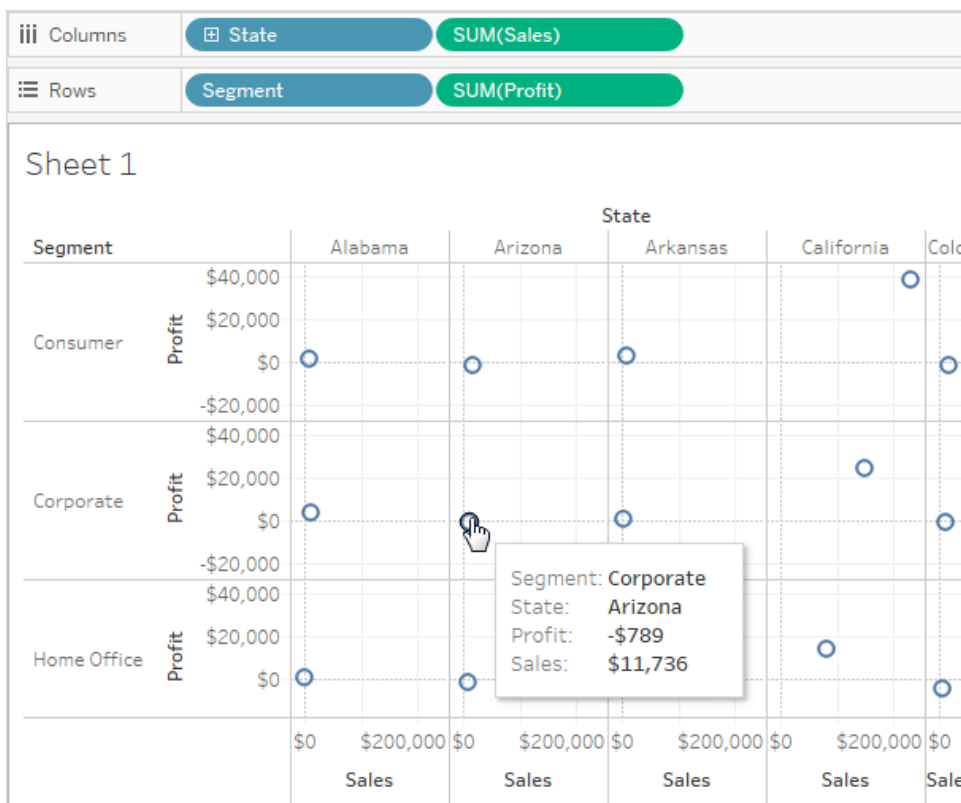 Columns State SUM(Sales)
Rows Segment SUM(Profit)
Sheet 1
State
Segment Alabama Arizona Arkansas California Colo
Consumer Profit $40,000
$20,000
$0
-$20,000
Corporate Profit $40,000
$20,000
$0
-$20,000
Segment: Corporate
State: Arizona
Profit: -$789
Sales: $11,736
Home Office Profit $40,000
$20,000
$0
$0 $200,000 $0 $200,000 $0 $200,000 $0 $200,000 $0
Sales Sales Sales Sales Sale